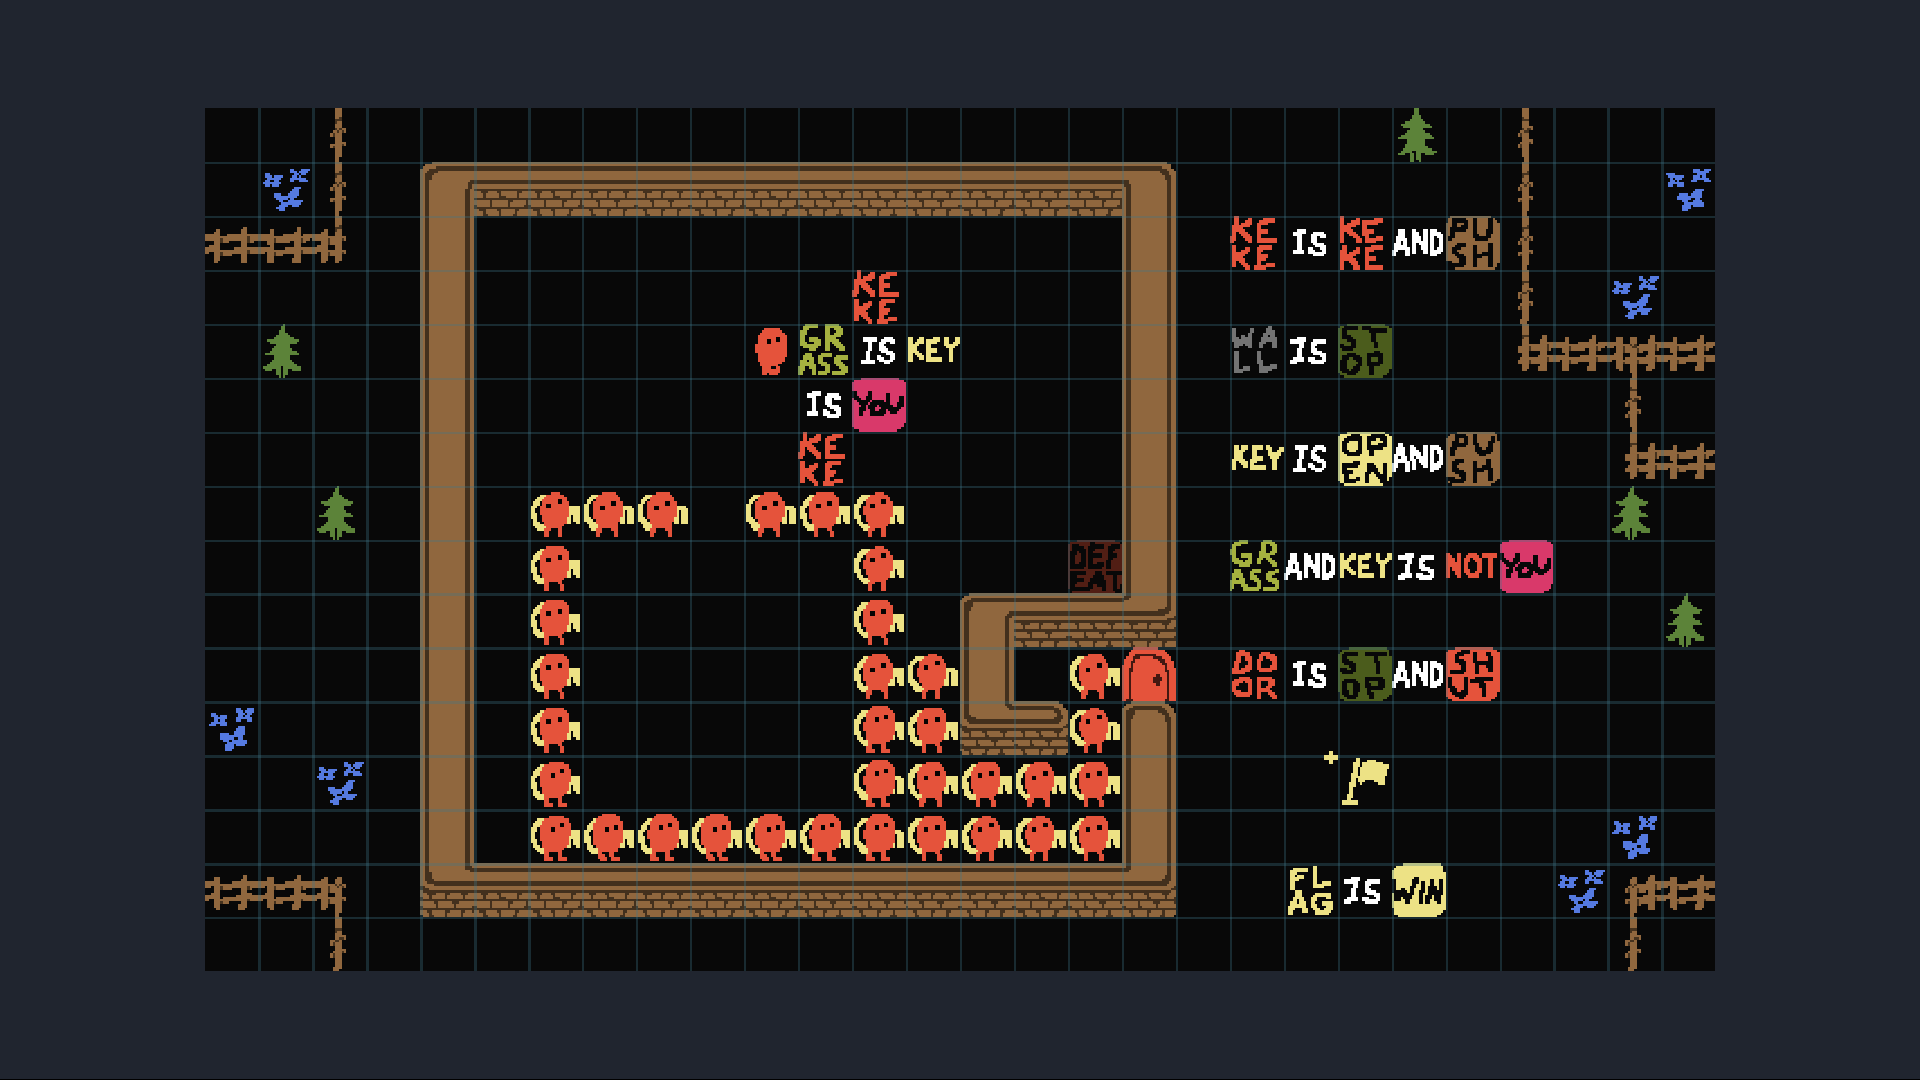 KEKE IS KEKE AND PUSH
KEKE
GRASS IS KEY
WALL IS STOP
IS YOU
KEKE
KEY IS OPEN AND PUSH
DEFEAT
GRASS AND KEY IS NOT YOU
DOOR IS STOP AND SHUT
FLAG IS WIN